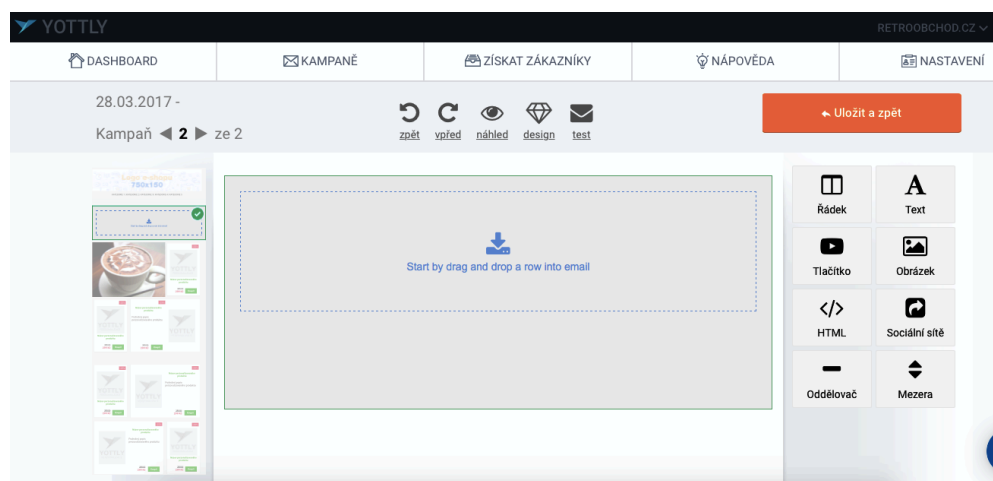 YOTTLY
RETROOBCHOD.CZ
DASHBOARD
KAMPANĚ
ZÍSKAT ZÁKAZNÍKY
NÁPOVĚDA
NASTAVENÍ
28.03.2017 -
Kampaň 2 ze 2
zpět
vpřed
náhled
design
test
Uložit a zpět
780x150
Start by drag and drop a row into email
Řádek
Text
Tlačítko
Obrázek
HTML
Sociální sítě
Oddělovač
Mezera